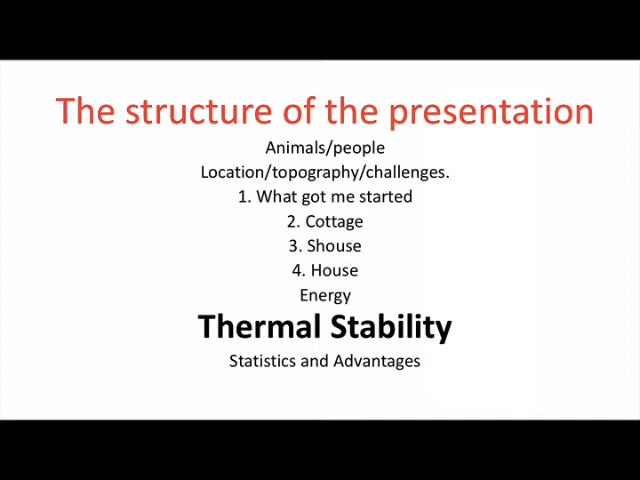 The structure of the presentation
Animals/people
Location/topography/challenges.
1. What got me started
2. Cottage
3. Shouse
4. House
Energy
Thermal Stability
Statistics and Advantages